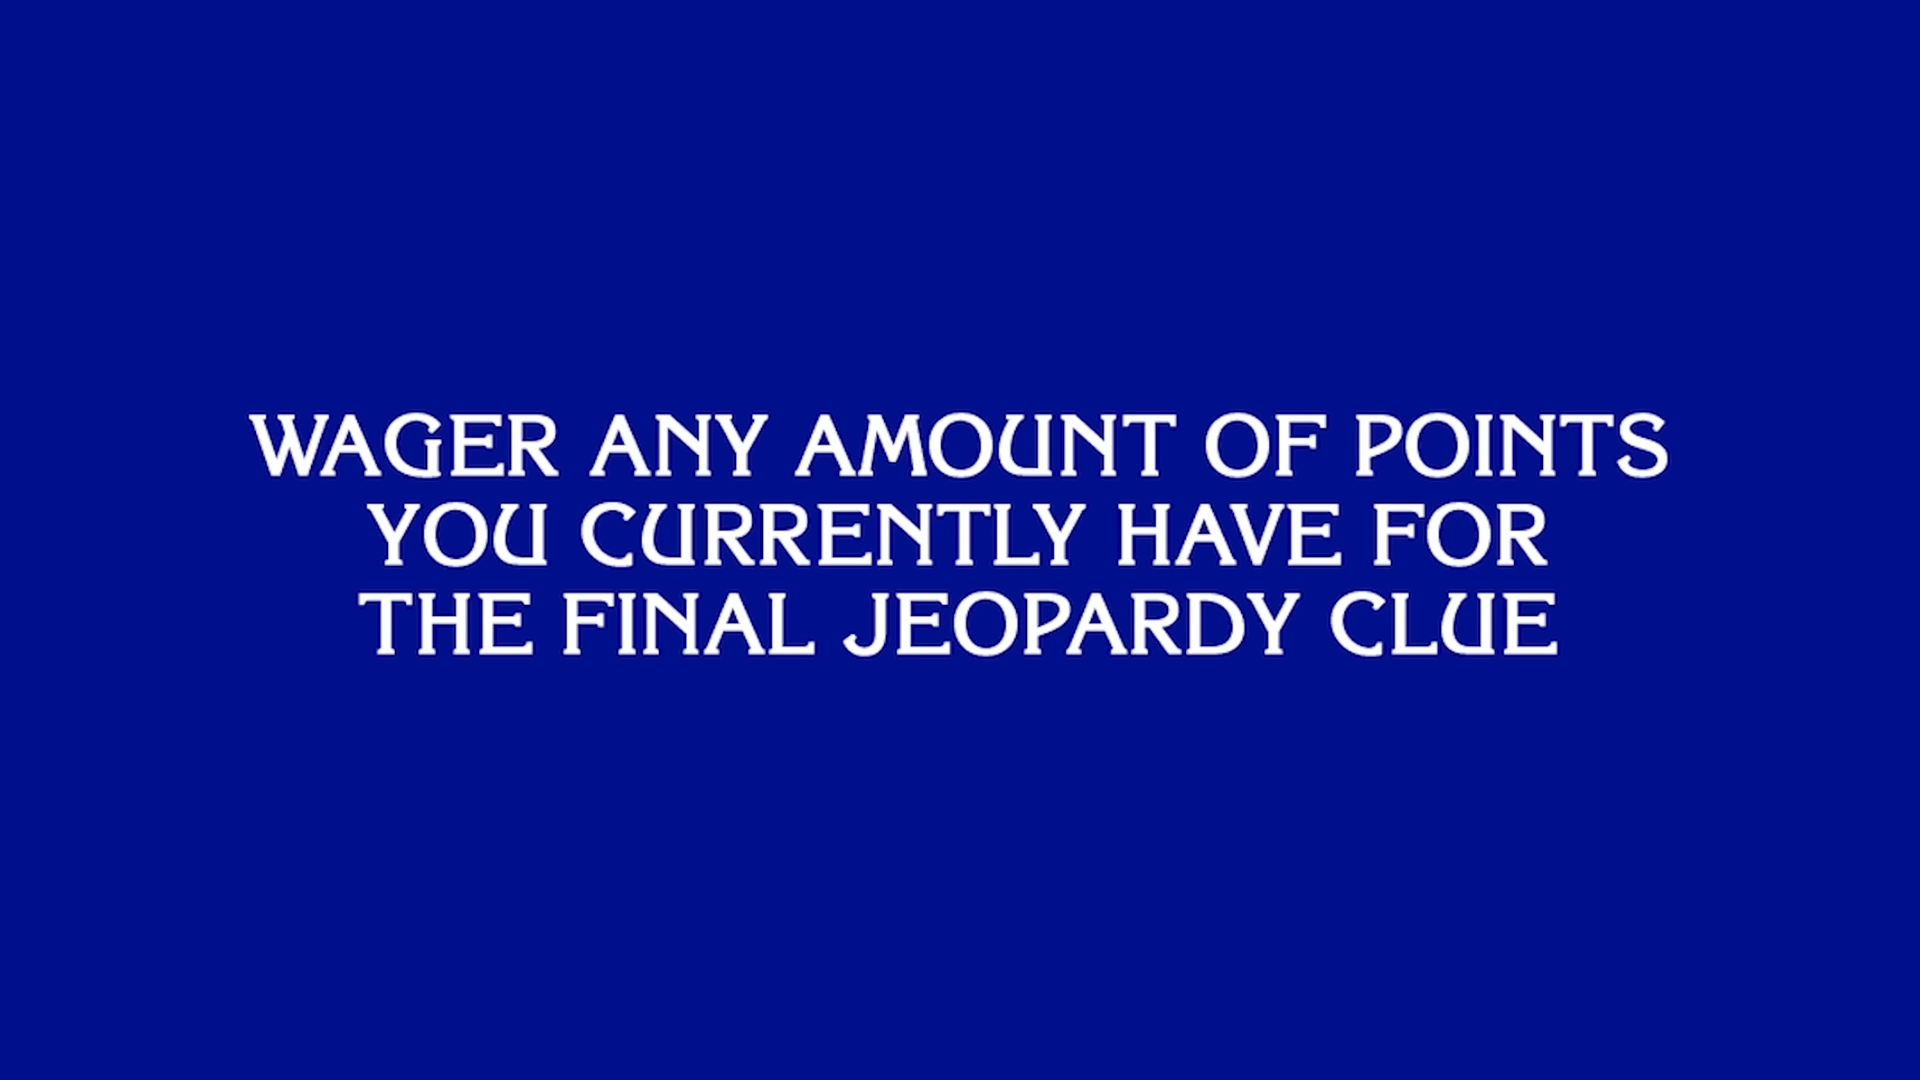 WAGER ANY AMOUNT OF POINTS
YOU CURRENTLY HAVE FOR
THE FINAL JEOPARDY CLUE